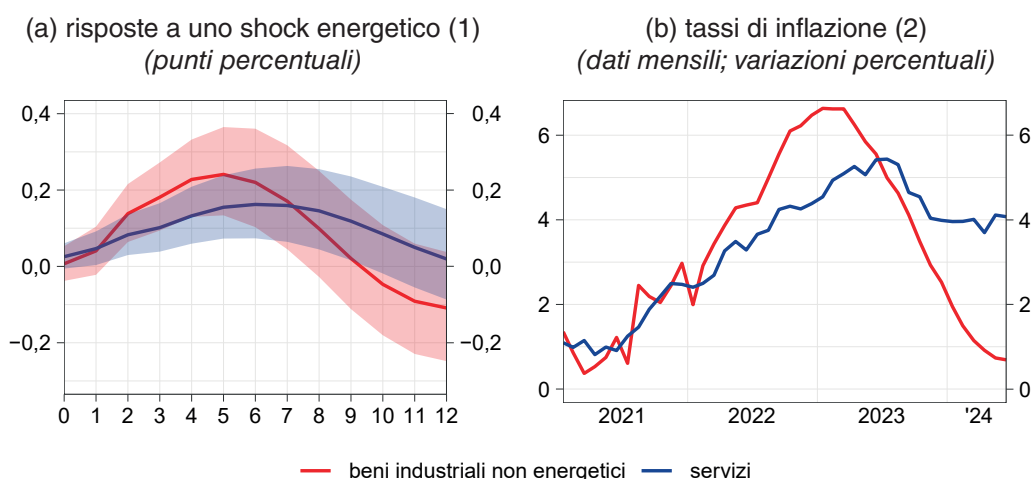 (a) risposte a uno shock energetico (1)
(punti percentuali)
0,4
0,2
0,0
−0,2
0,4
0,2
0,0
−0,2
0 1 2 3 4 5 6 7 8 9 10 11 12
(b) tassi di inflazione (2)
(dati mensili; variazioni percentuali)
6
4
2
0
6
4
2
0
2021 2022 2023 '24
beni industriali non energetici servizi